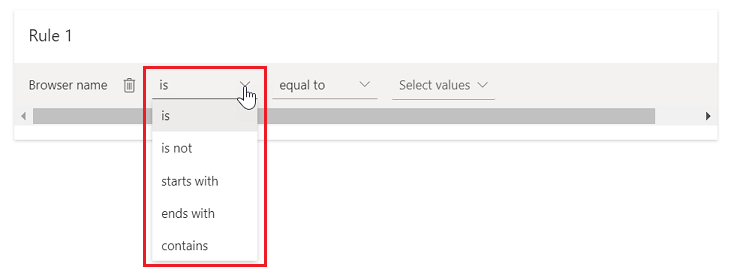 Rule 1
Browser name is equal to Select values
is
is not
starts with
ends with
contains